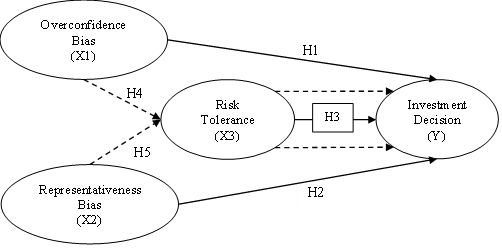 Overconfidence
Bias
(X1)
H1
H4
Risk
Tolerance
(X3)
H3
Investment
Decision
(Y)
H5
Representativeness
Bias
(X2)
H2